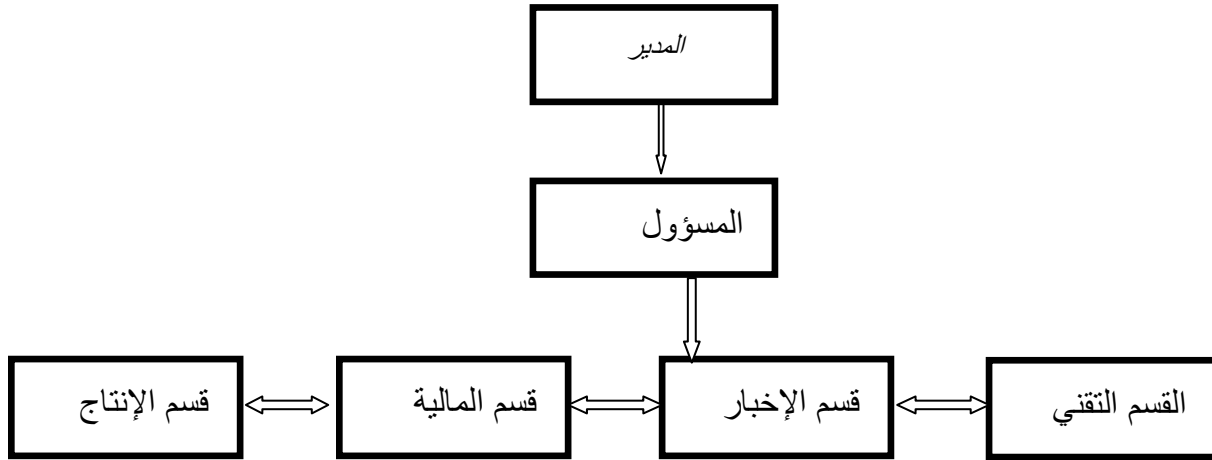 المدير
المسؤول
القسم التقني
قسم الإخبار
قسم المالية
قسم الإنتاج